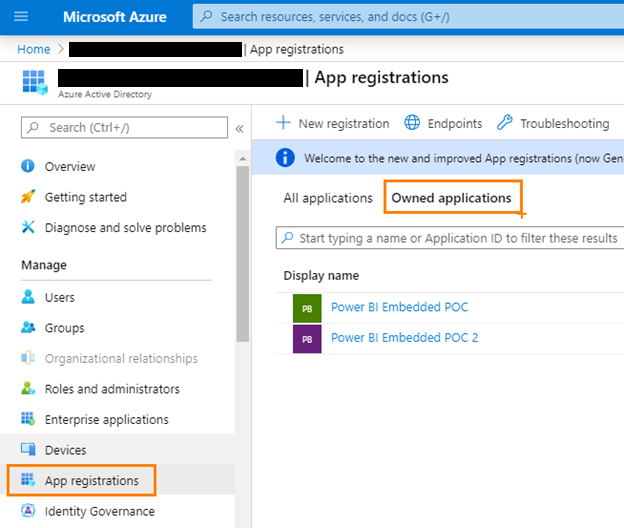 Microsoft Azure
Search resources, services, and docs (G+/)
Home > | App registrations
| App registrations
Azure Active Directory
Search (Ctrl+/)
«
Overview
Getting started
Diagnose and solve problems
Manage
Users
Groups
Organizational relationships
Roles and administrators
Enterprise applications
Devices
App registrations
Identity Governance
New registration
Endpoints
Troubleshooting
Welcome to the new and improved App registrations (now Gen
All applications
Owned applications
Start typing a name or Application ID to filter these results
Display name
PB Power BI Embedded POC
PB Power BI Embedded POC 2